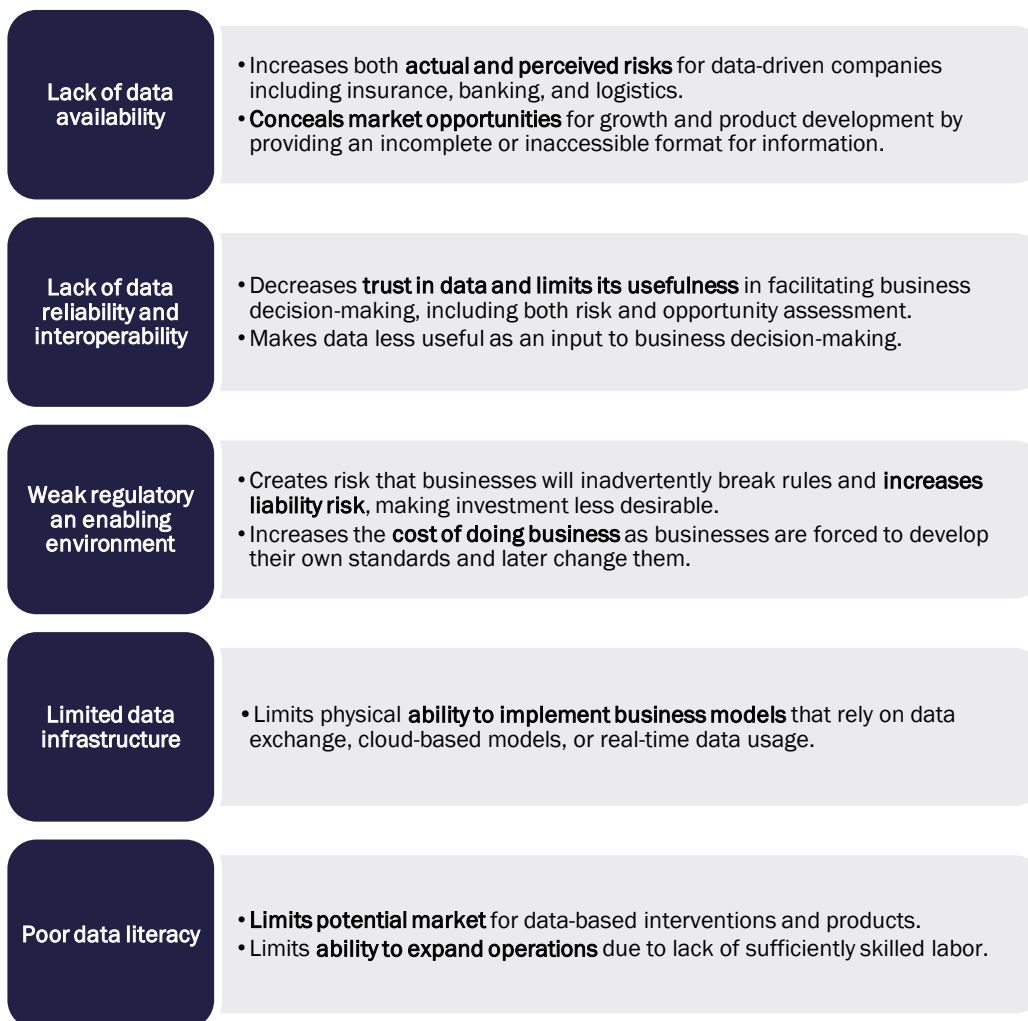 Lack of data
availability
• Increases both actual and perceived risks for data-driven companies
including insurance, banking, and logistics.
• Conceals market opportunities for growth and product development by
providing an incomplete or inaccessible format for information.
Lack of data
reliability and
interoperability
• Decreases trust in data and limits its usefulness in facilitating business
decision-making, including both risk and opportunity assessment.
• Makes data less useful as an input to business decision-making.
Weak regulatory
an enabling
environment
• Creates risk that businesses will inadvertently break rules and increases
liability risk, making investment less desirable.
• Increases the cost of doing business as businesses are forced to develop
their own standards and later change them.
Limited data
infrastructure
• Limits physical ability to implement business models that rely on data
exchange, cloud-based models, or real-time data usage.
Poor data literacy
• Limits potential market for data-based interventions and products.
• Limits ability to expand operations due to lack of sufficiently skilled labor.